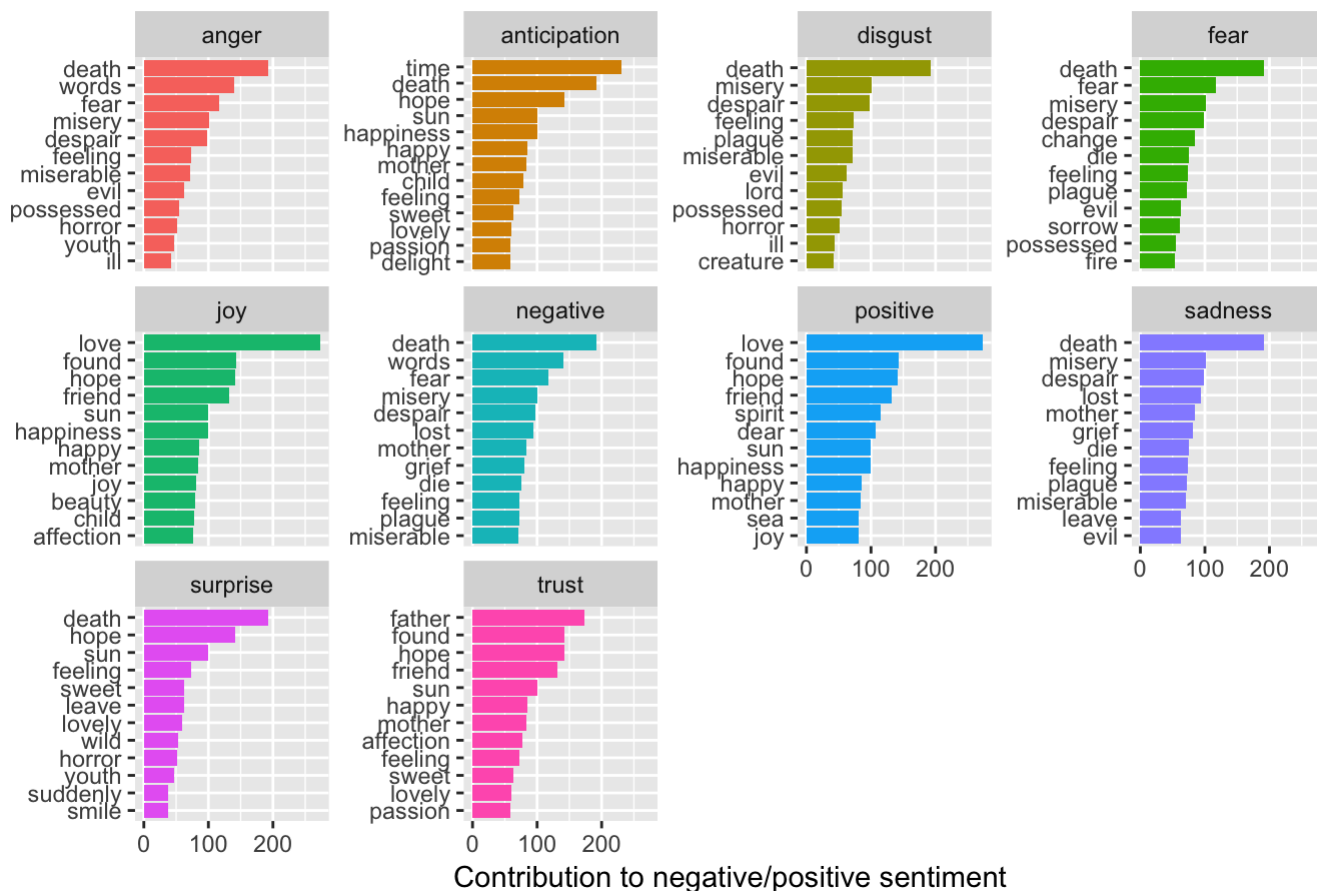 anger
death
words
fear
misery
despair
feeling
miserable
evil
possessed
horror
youth
ill
anticipation
time
death
hope
sun
happiness
happy
mother
child
feeling
sweet
lovely
passion
delight
disgust
death
misery
despair
feeling
plague
miserable
evil
lord
possessed
horror
ill
creature
fear
death
fear
misery
despair
change
die
feeling
plague
evil
sorrow
possessed
fire
joy
love
found
hope
friend
sun
happiness
happy
mother
joy
beauty
child
affection
negative
death
words
fear
misery
despair
lost
mother
grief
die
feeling
plague
miserable
positive
love
found
hope
friend
spirit
dear
sun
happiness
happy
mother
sea
joy
0 100 200
sadness
death
misery
despair
lost
mother
grief
die
feeling
plague
miserable
leave
evil
0 100 200
surprise
death
hope
sun
feeling
sweet
leave
lovely
wild
horror
youth
suddenly
smile
0 100 200
trust
father
found
hope
friend
sun
happy
mother
affection
feeling
sweet
lovely
passion
0 100 200
Contribution to negative/positive sentiment